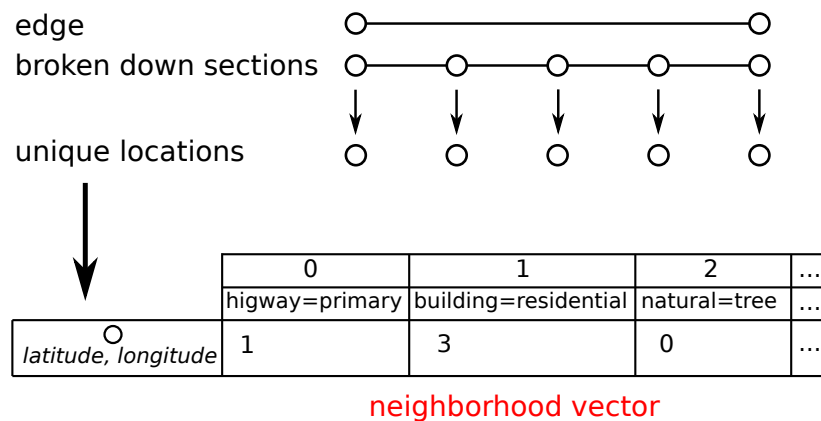 edge
broken down sections
unique locations
0 1 2 ...
higway=primary building=residential natural=tree ...
latitude, longitude 1 3 0 ...
neighborhood vector